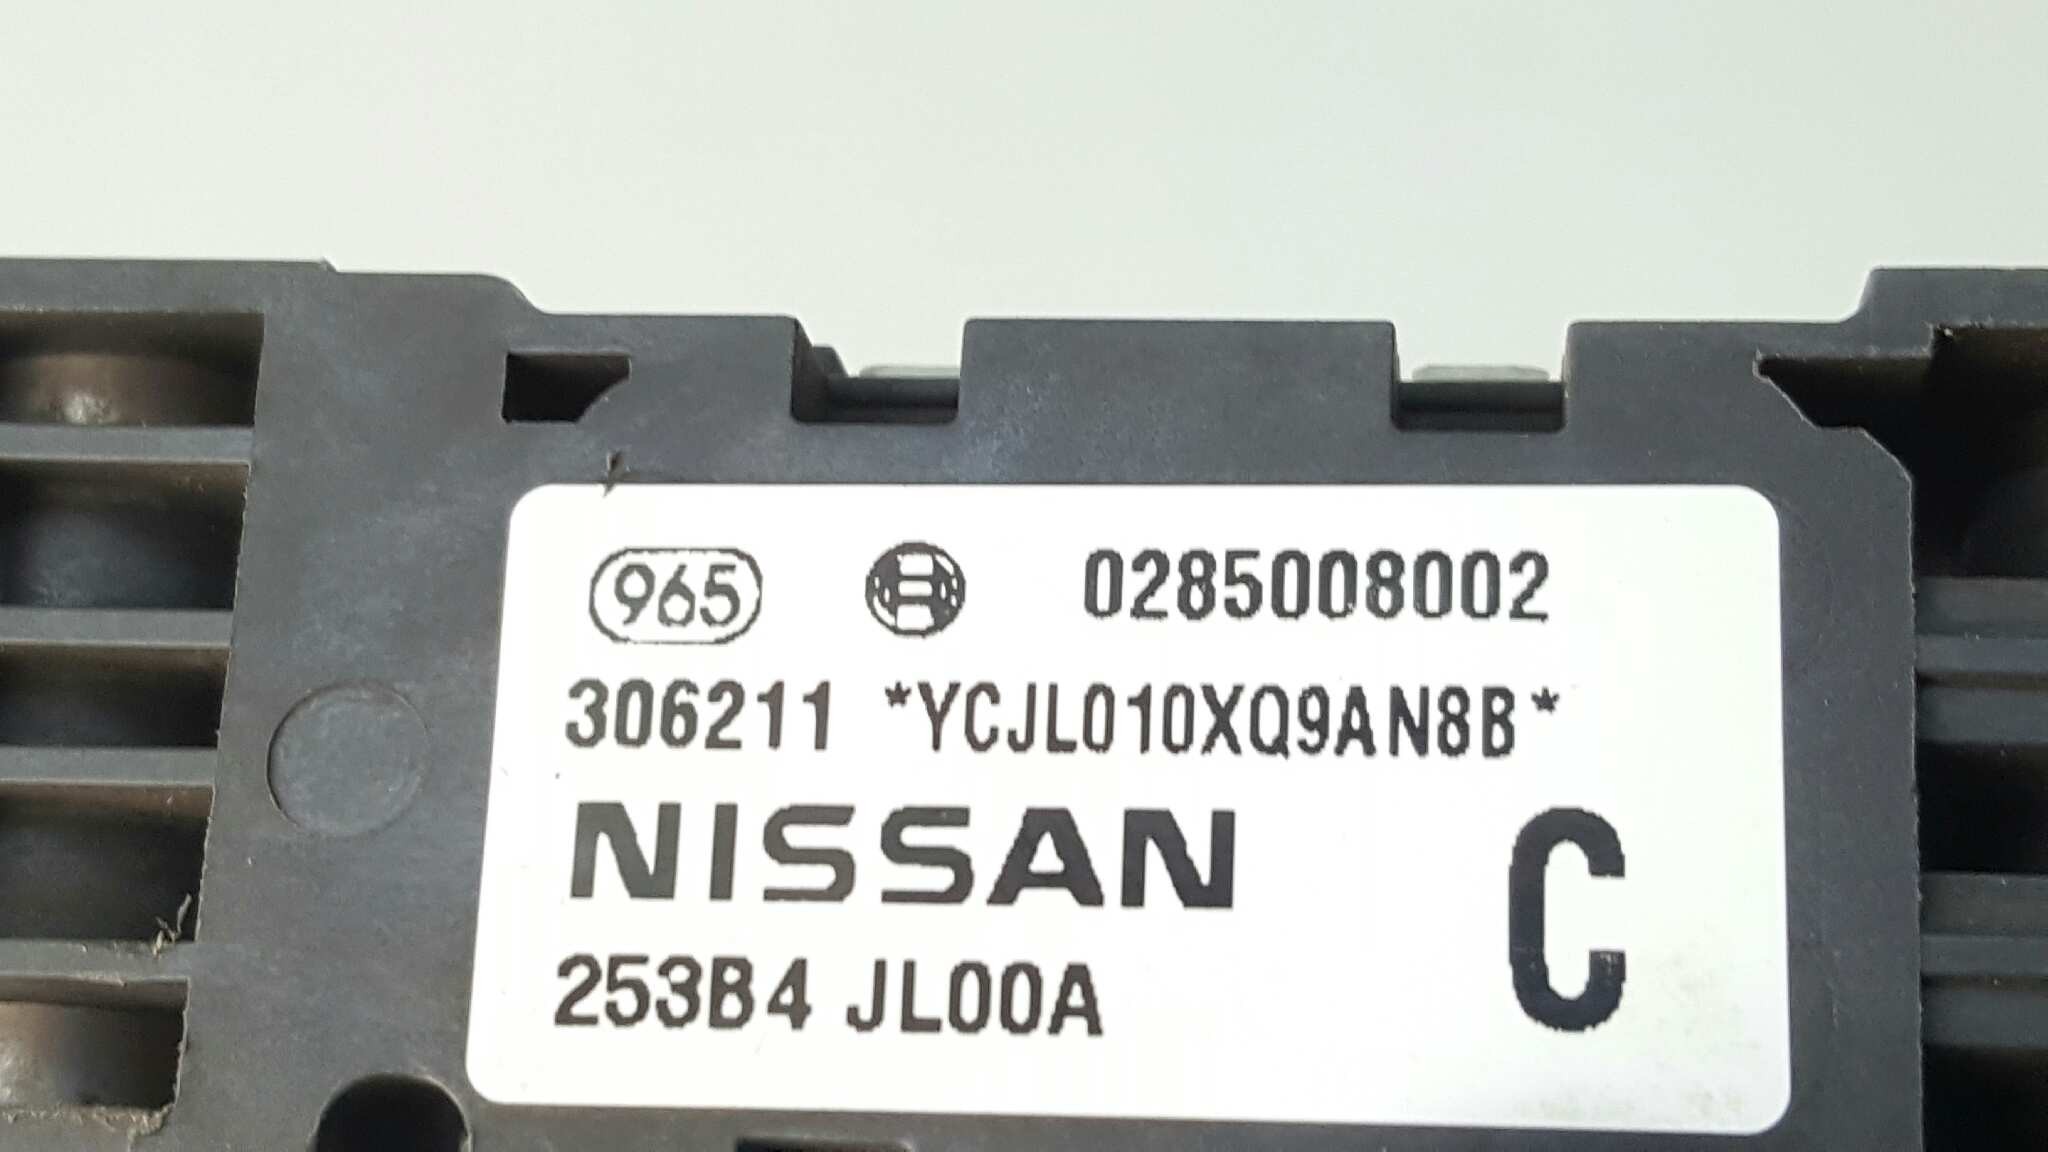 965 0285008002
306211 *YCJL010XQ9AN8B*
NISSAN C
253B4 JL00A